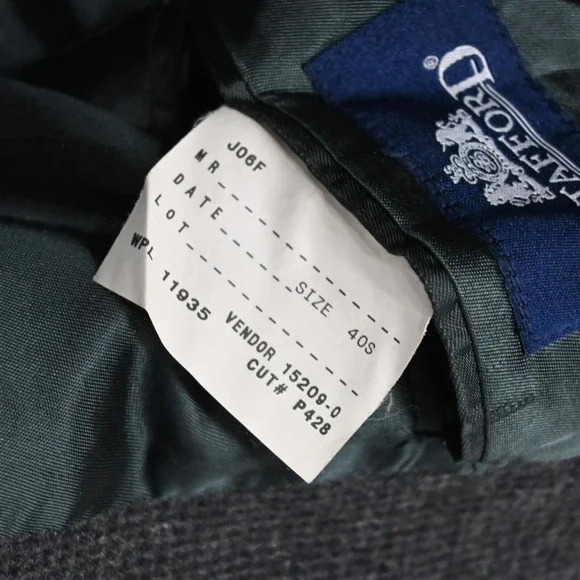 J06F
MR
DATE
LOT SIZE 40S
WPL 11935 VENDOR 15209-0
CUT# P428
STAFFORD
®